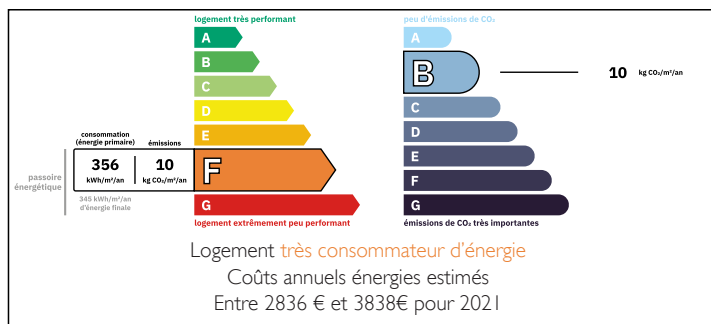 logement très performant
A
B
C
D
E
consommation
(énergie primaire)
émissions
356
kWh/m²/an
10
kg CO₂/m²/an
F
passoire
énergétique
345 kWh/m²/an
d'énergie finale
G
logement extrêmement peu performant
peu d'émissions de CO₂
A
B
10 kg CO₂/m²/an
C
D
E
F
G
émissions de CO₂ très importantes
Logement très consommateur d'énergie
Coûts annuels énergies estimés
Entre 2836 € et 3838€ pour 2021